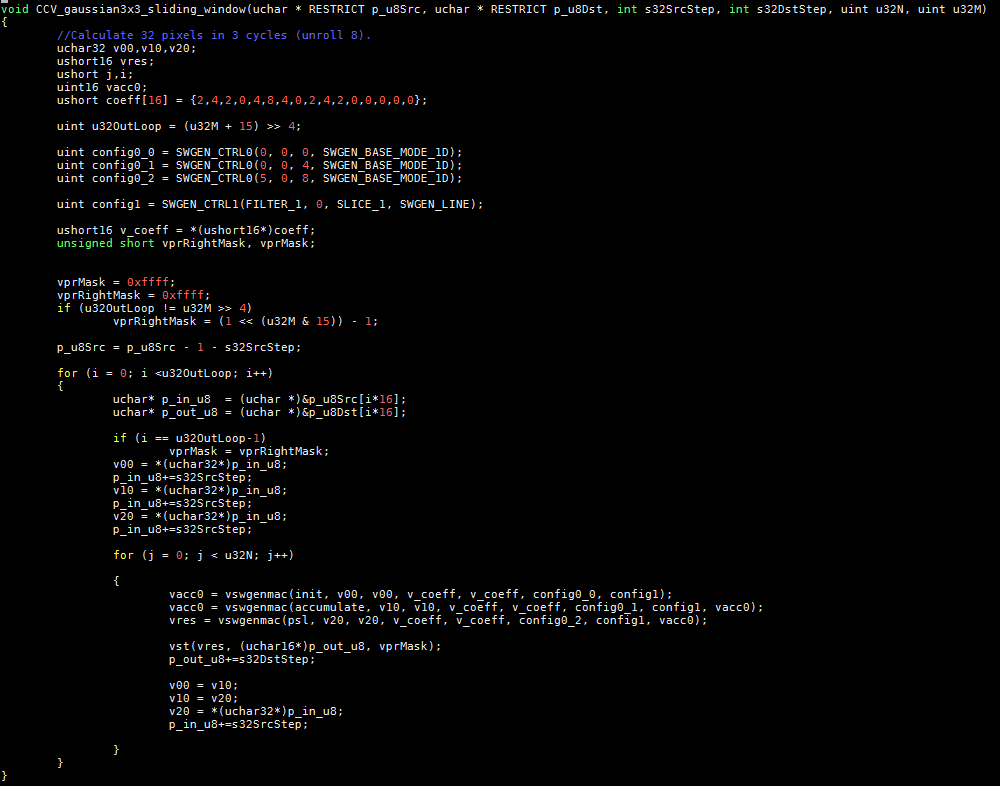 void CCV_gaussian3x3_sliding_window(uchar * RESTRICT p_u8Src, uchar * RESTRICT p_u8Dst, int s32SrcStep, int s32DstStep, uint u32N, uint u32M)
{
//Calculate 32 pixels in 3 cycles (unroll 8).
uchar32 v00,v10,v20;
ushort16 vres;
ushort j,i;
uint16 vacc0;
ushort coeff[16] = {2,4,2,0,4,8,4,0,2,4,2,0,0,0,0,0};
uint u32OutLoop = (u32M + 15) >> 4;
uint config0_0 = SWGEN_CTRL0(0, 0, 0, SWGEN_BASE_MODE_1D);
uint config0_1 = SWGEN_CTRL0(0, 0, 4, SWGEN_BASE_MODE_1D);
uint config0_2 = SWGEN_CTRL0(5, 0, 8, SWGEN_BASE_MODE_1D);
uint config1 = SWGEN_CTRL1(FILTER_1, 0, SLICE_1, SWGEN_LINE);
ushort16 v_coeff = *(ushort16*)coeff;
unsigned short vprRightMask, vprMask;
vprMask = 0xffff;
vprRightMask = 0xffff;
if (u32OutLoop != u32M >> 4)
vprRightMask = (1 << (u32M & 15)) - 1;
p_u8Src = p_u8Src - 1 - s32SrcStep;
for (i = 0; i <u32OutLoop; i++)
{
uchar* p_in_u8  = (uchar *)&p_u8Src[i*16];
uchar* p_out_u8 = (uchar *)&p_u8Dst[i*16];
if (i == u32OutLoop-1)
vprMask = vprRightMask;
v00 = *(uchar32*)p_in_u8;
p_in_u8+=s32SrcStep;
v10 = *(uchar32*)p_in_u8;
p_in_u8+=s32SrcStep;
v20 = *(uchar32*)p_in_u8;
p_in_u8+=s32SrcStep;
for (j = 0; j < u32N; j++)
{
vacc0 = vswgenmac(init, v00, v00, v_coeff, v_coeff, config0_0, config1);
vacc0 = vswgenmac(accumulate, v10, v10, v_coeff, v_coeff, config0_1, config1, vacc0);
vres = vswgenmac(psl, v20, v20, v_coeff, v_coeff, config0_2, config1, vacc0);
vst(vres, (uchar16*)p_out_u8, vprMask);
p_out_u8+=s32DstStep;
v00 = v10;
v10 = v20;
v20 = *(uchar32*)p_in_u8;
p_in_u8+=s32SrcStep;
}
}
}